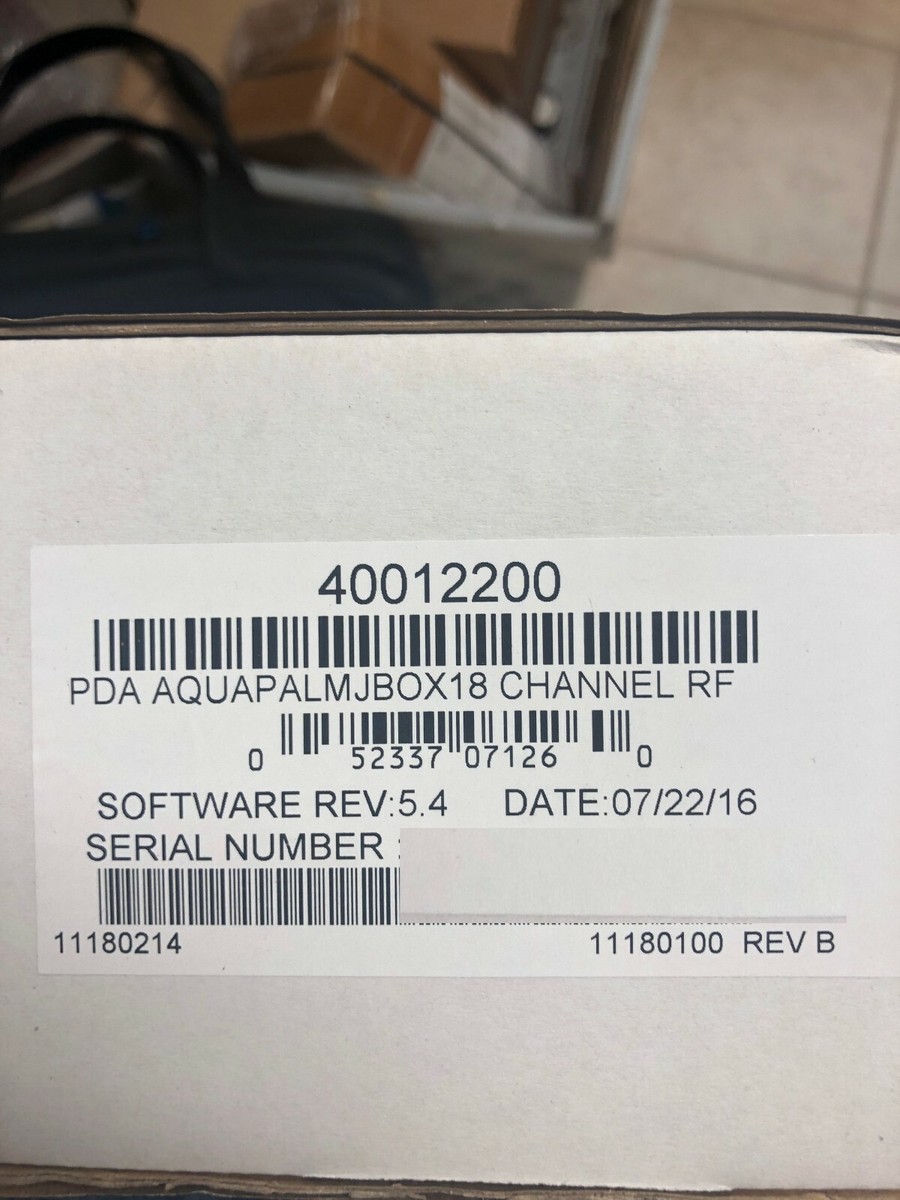 40012200
PDA AQUAPALMJBOX18 CHANNEL RF
0 52337 07126 0
SOFTWARE REV:5.4 DATE:07/22/16
SERIAL NUMBER :
11180214 11180100 REV B